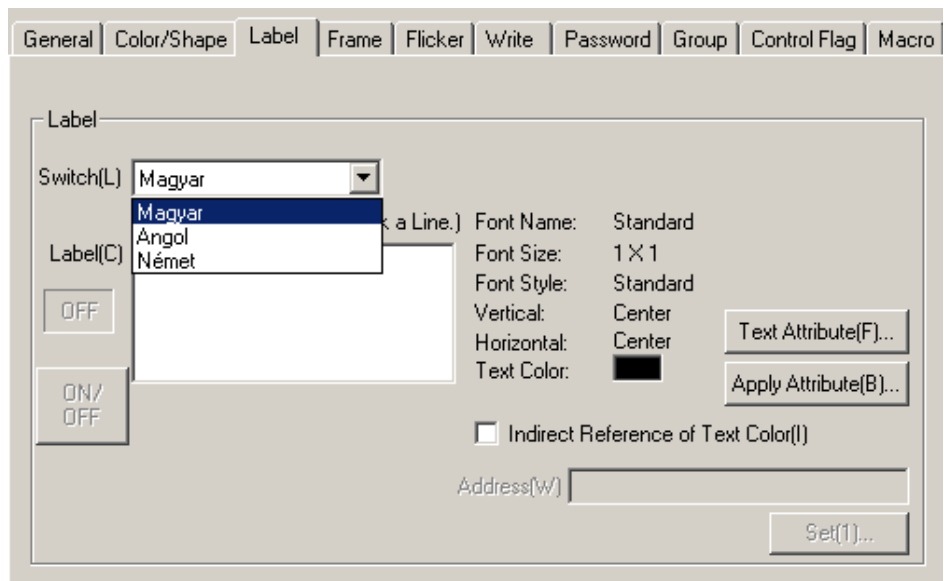 General Color/Shape Label Frame Flicker Write Password Group Control Flag Macro
Label
Switch(L) Magyar
Magyar
Angol
Német
a Line.)
Label(C)
OFF
ON/
OFF
Font Name: Standard
Font Size: 1 X 1
Font Style: Standard
Vertical: Center
Horizontal: Center
Text Color:
Text Attribute(F)...
Apply Attribute(B)...
Indirect Reference of Text Color(I)
Address(W)
Set(1)...